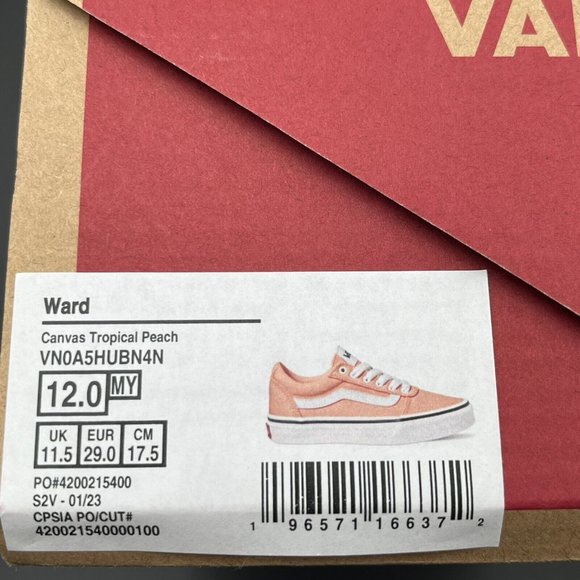 VA
Ward
Canvas Tropical Peach
VN0A5HUBN4N
12.0 MY
UK EUR CM
11.5 29.0 17.5
PO#4200215400
S2V - 01/23
CPSIA PO/CUT#
420021540000100
1 96571 16637 2